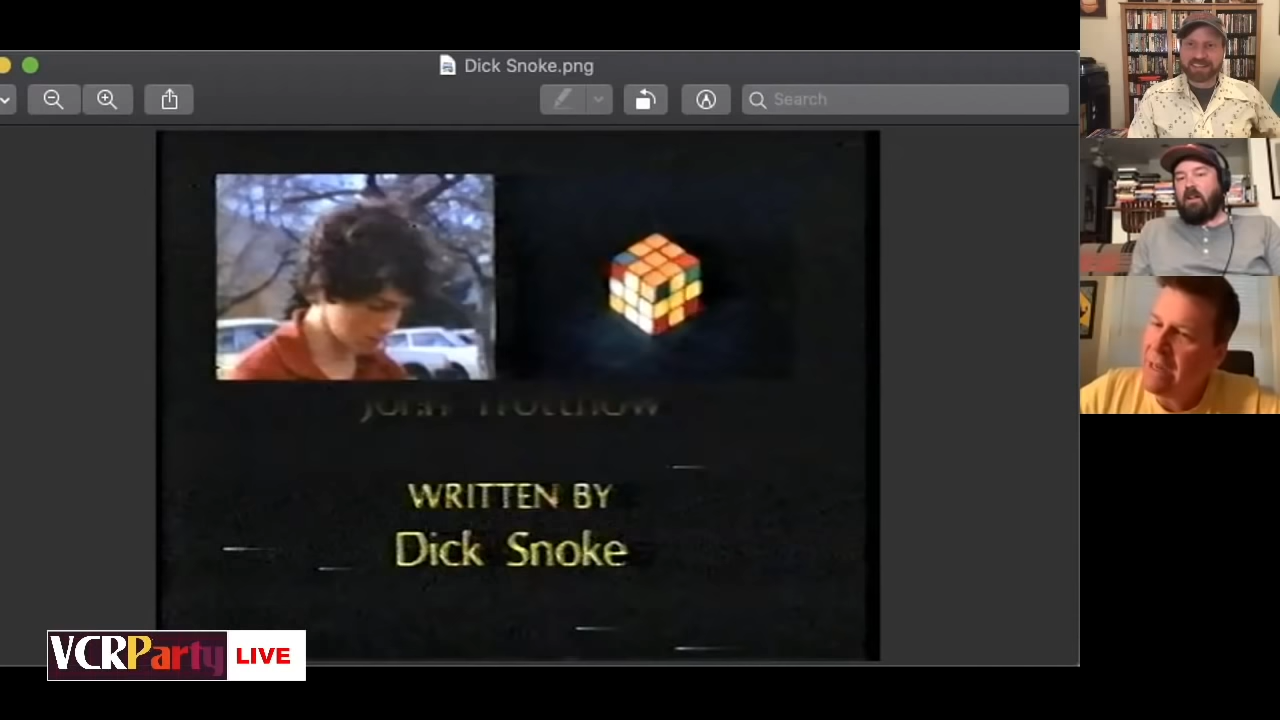 Dick Snoke.png
Search
WRITTEN BY
Dick Snoke
VCRParty LIVE